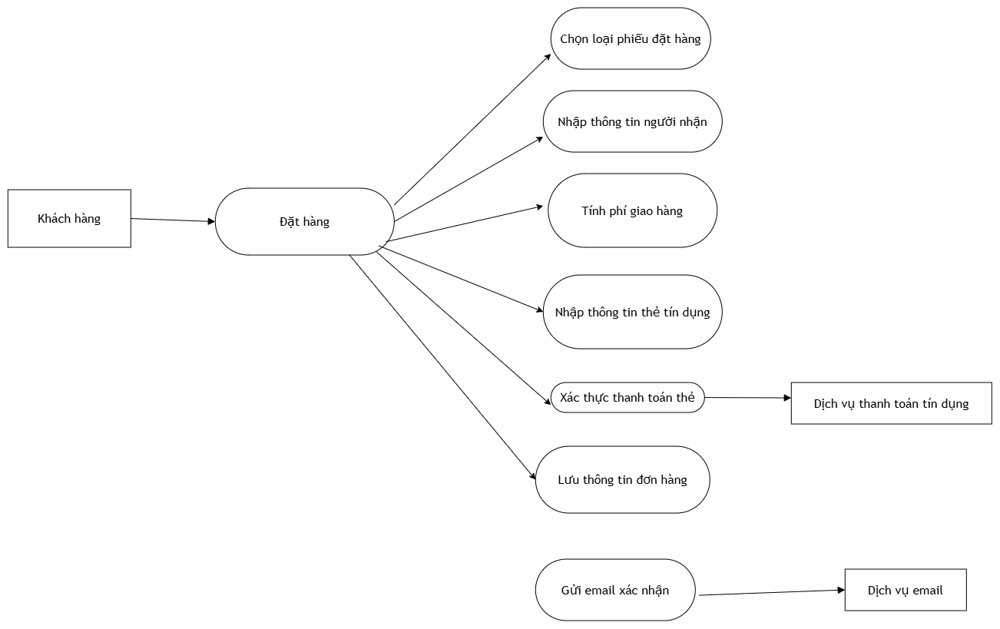 Chọn loại phiếu đặt hàng
Nhập thông tin người nhận
Khách hàng
Đặt hàng
Tính phí giao hàng
Nhập thông tin thẻ tín dụng
Xác thực thanh toán thẻ
Dịch vụ thanh toán tín dụng
Lưu thông tin đơn hàng
Gửi email xác nhận
Dịch vụ email